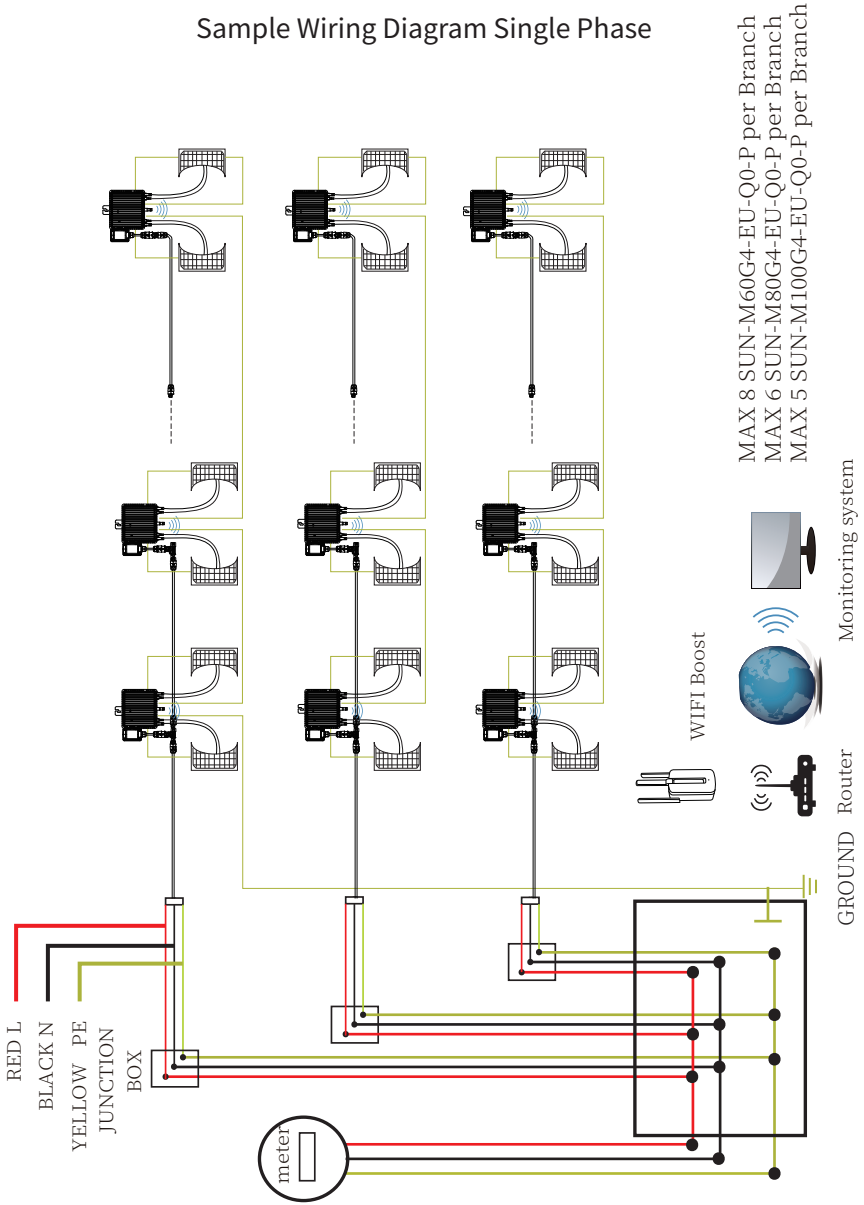 Sample Wiring Diagram Single Phase
RED L
BLACK N
YELLOW PE
JUNCTION
BOX
meter
GROUND
Router
WIFI Boost
Monitoring system
MAX 8 SUN-M60G4-EU-Q0-P per Branch
MAX 6 SUN-M80G4-EU-Q0-P per Branch
MAX 5 SUN-M100G4-EU-Q0-P per Branch